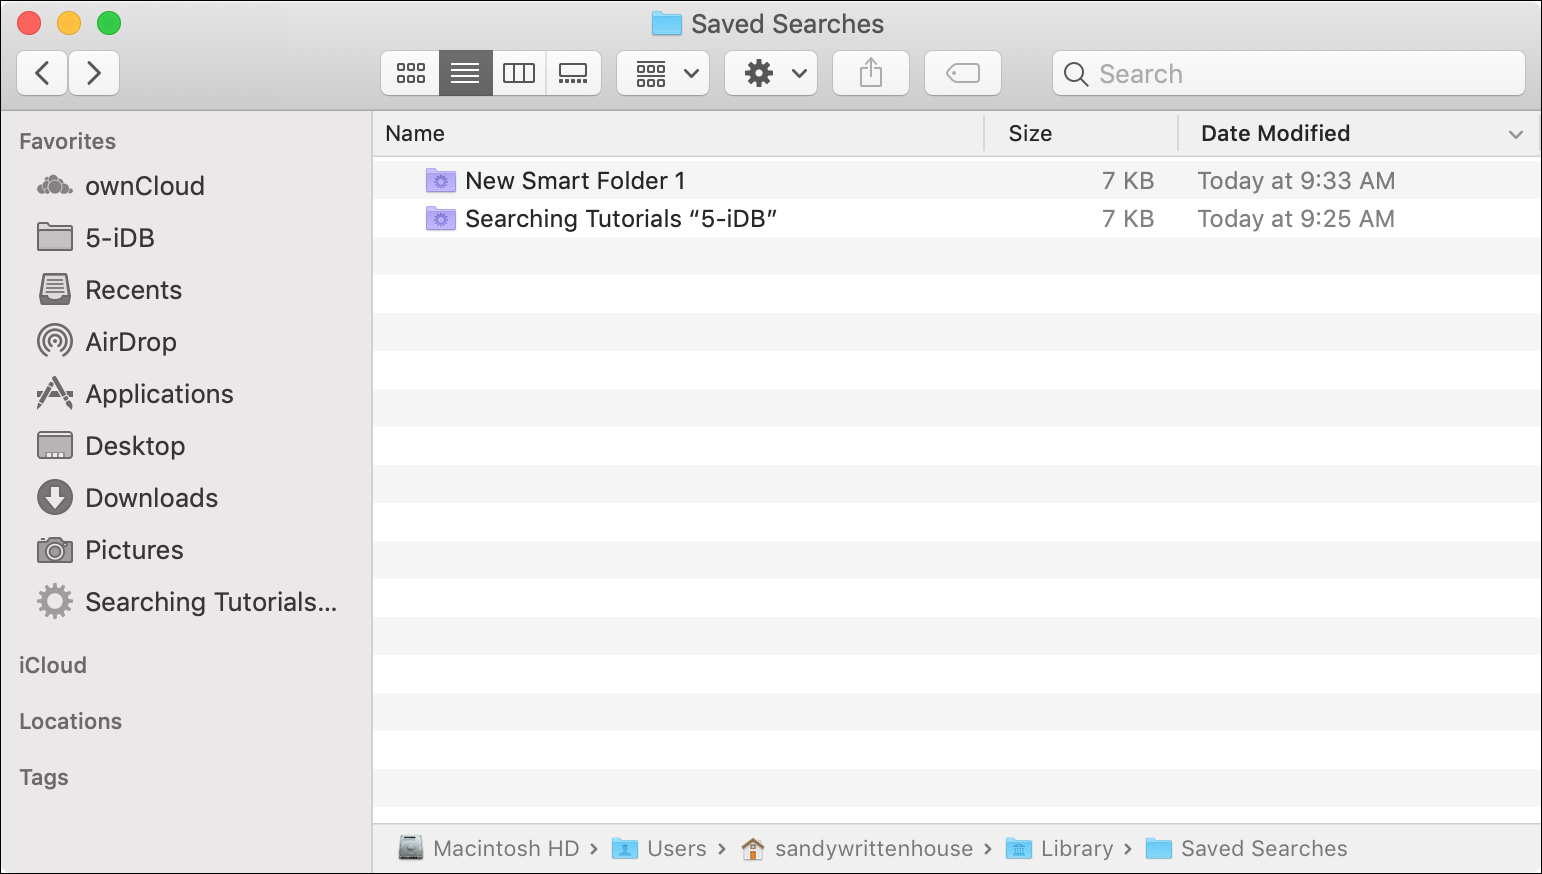 Saved Searches
Search
Favorites
ownCloud
5-iDB
Recents
AirDrop
Applications
Desktop
Downloads
Pictures
Searching Tutorials...
iCloud
Locations
Tags
Name Size Date Modified
New Smart Folder 1 7 KB Today at 9:33 AM
Searching Tutorials “5-iDB” 7 KB Today at 9:25 AM
Macintosh HD › Users › sandywrittenhouse › Library › Saved Searches